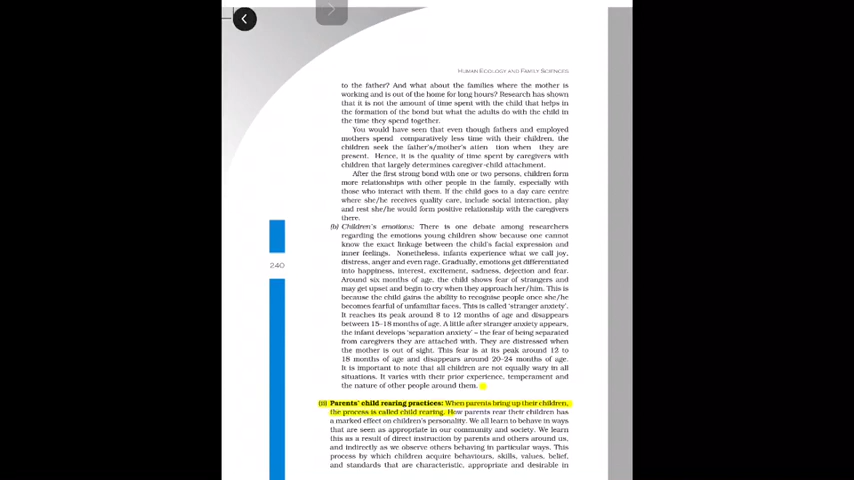 HUMAN ECOLOGY AND FAMILY SCIENCES
to the father? And what about the families where the mother is
working and is out of the home for long hours? Research has shown
that it is not the amount of time spent with the child that helps in
the formation of the bond but what the adults do with the child in
the time they spend together.
You would have seen that even though fathers and employed
mothers spend comparatively less time with their children, the
children seek the father's/mother's atten tion when they are
present. Hence, it is the quality of time spent by caregivers with
children that largely determines caregiver-child attachment.
After the first strong bond with one or two persons, children form
more relationships with other people in the family, especially with
those who interact with them. If the child goes to a day care centre
where she/he receives quality care, include social interaction, play
and rest she/he would form positive relationship with the caregivers
there.
(b) Children's emotions: There is one debate among researchers
regarding the emotions young children show because one cannot
know the exact linkage between the child's facial expression and
inner feelings. Nonetheless, infants experience what we call joy,
distress, anger and even rage. Gradually, emotions get differentiated
into happiness, interest, excitement, sadness, dejection and fear.
Around six months of age, the child shows fear of strangers and
may get upset and begin to cry when they approach her/him. This is
because the child gains the ability to recognise people once she/he
becomes fearful of unfamiliar faces. This is called 'stranger anxiety'.
It reaches its peak around 8 to 12 months of age and disappears
between 15–18 months of age. A little after stranger anxiety appears,
the infant develops 'separation anxiety' – the fear of being separated
from caregivers they are attached with. They are distressed when
the mother is out of sight. This fear is at its peak around 12 to
18 months of age and disappears around 20–24 months of age.
It is important to note that all children are not equally wary in all
situations. It varies with their prior experience, temperament and
the nature of other people around them.
240
(ii) Parents' child rearing practices: When parents bring up their children,
the process is called child rearing. How parents rear their children has
a marked effect on children's personality. We all learn to behave in ways
that are seen as appropriate in our community and society. We learn
this as a result of direct instruction by parents and others around us,
and indirectly as we observe others behaving in particular ways. This
process by which children acquire behaviours, skills, values, belief,
and standards that are characteristic, appropriate and desirable in